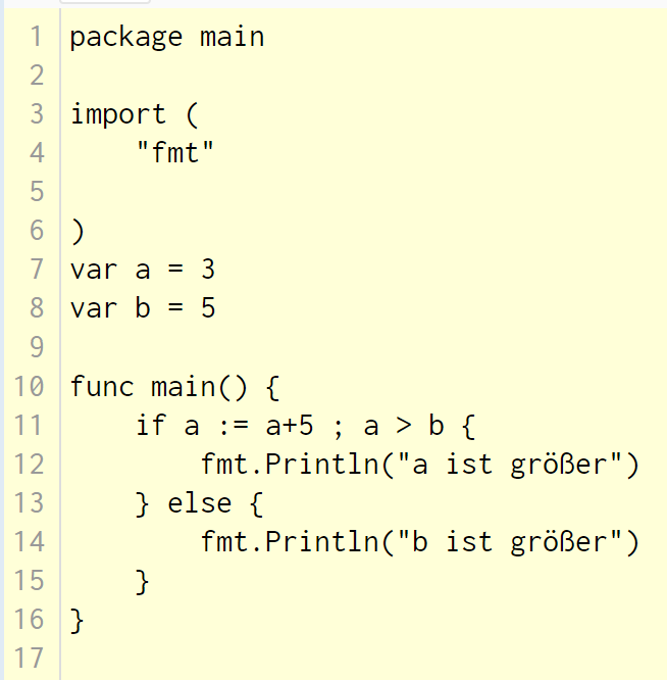 1 package main
2
3 import (
4     "fmt"
5
6 )
7 var a = 3
8 var b = 5
9
10 func main() {
11     if a := a+5 ; a > b {
12         fmt.Println("a ist größer")
13     } else {
14         fmt.Println("b ist größer")
15     }
16 }
17